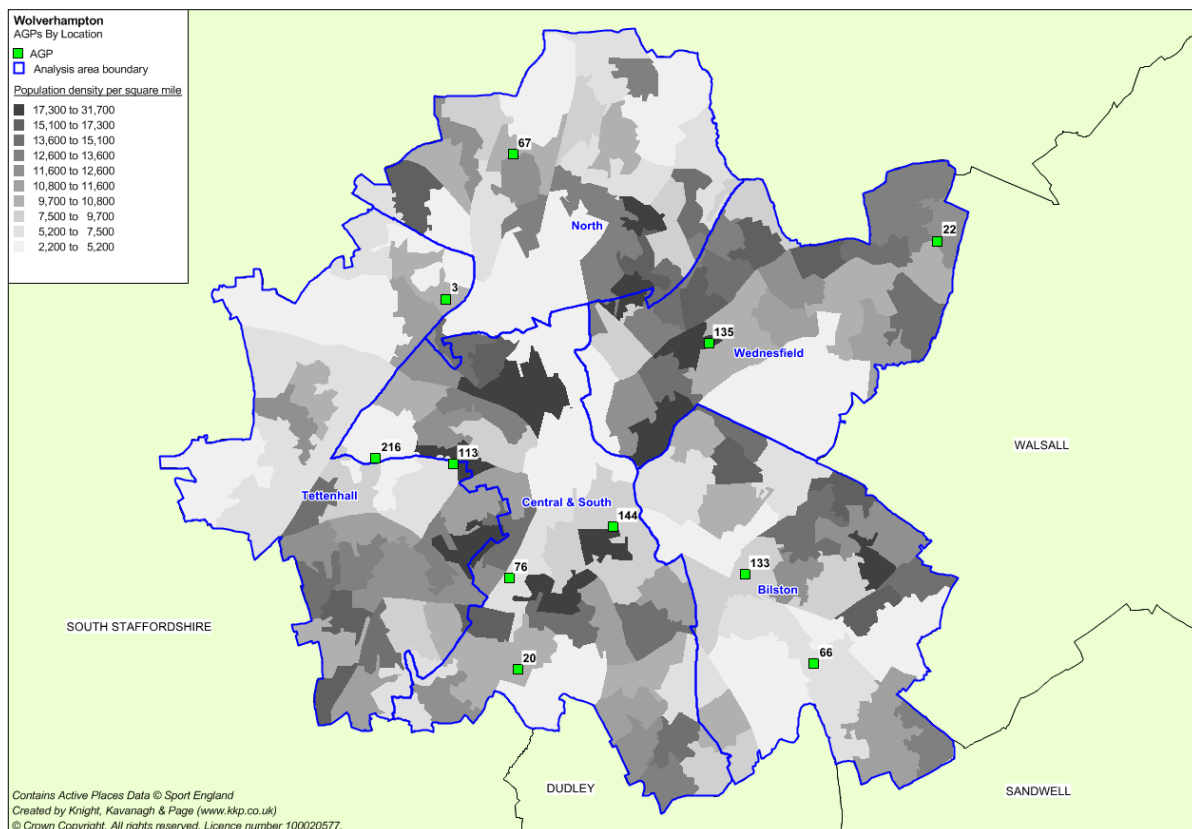 Wolverhampton
AGPs By Location
AGP
Analysis area boundary
Population density per square mile
17,300 to 31,700
15,100 to 17,300
13,600 to 15,100
12,600 to 13,600
11,600 to 12,600
10,800 to 11,600
9,700 to 10,800
7,500 to 9,700
5,200 to 7,500
2,200 to 5,200
67
North
22
3
135
Wednesfield
WALSALL
216
113
Tettenhall
Central & South
144
76
133
Bilston
SOUTH STAFFORDSHIRE
20
66
DUDLEY
SANDWELL
Contains Active Places Data © Sport England
Created by Knight, Kavanagh & Page (www.kkp.co.uk)
© Crown Copyright. All rights reserved. Licence number 100020577.